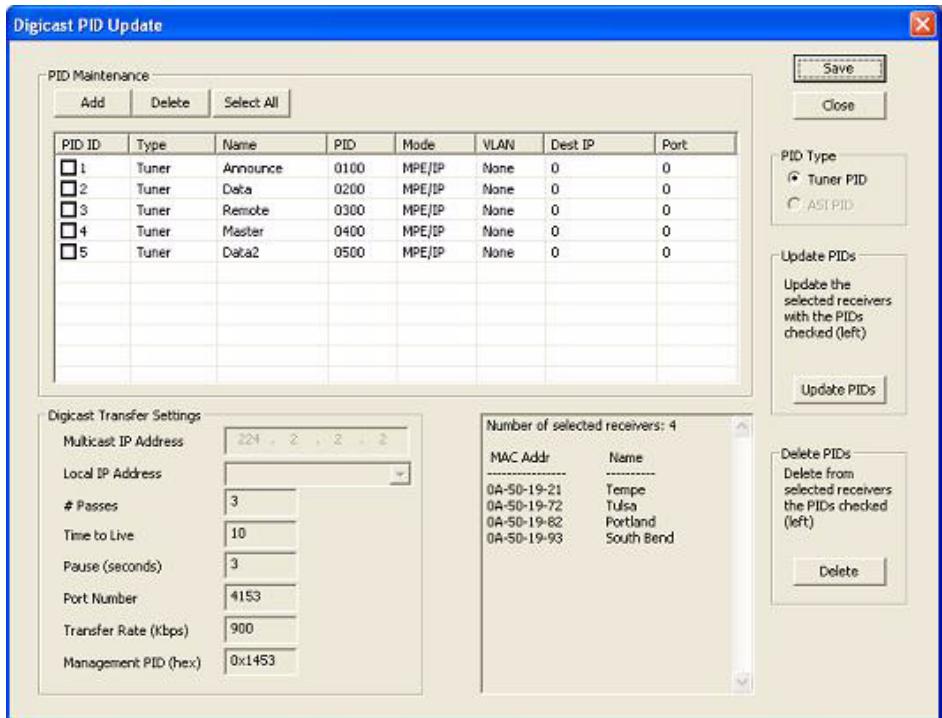 Digicast PID Update
PID Maintenance
Add Delete Select All
PID ID Type Name PID Mode VLAN Dest IP Port
1 Tuner Announce 0100 MPE/IP None 0 0
2 Tuner Data 0200 MPE/IP None 0 0
3 Tuner Remote 0300 MPE/IP None 0 0
4 Tuner Master 0400 MPE/IP None 0 0
5 Tuner Data2 0500 MPE/IP None 0 0
Save
Close
PID Type
Tuner PID
ASI PID
Update PIDs
Update the
selected receivers
with the PIDs
checked (left)
Update PIDs
Digicast Transfer Settings
Multicast IP Address 224 . 2 . 2 . 2
Local IP Address
# Passes 3
Time to Live 10
Pause (seconds) 3
Port Number 4153
Transfer Rate (Kbps) 900
Management PID (hex) 0x1453
Number of selected receivers: 4
MAC Addr Name
---------------- ----------
0A-50-19-21 Tempe
0A-50-19-72 Tulsa
0A-50-19-82 Portland
0A-50-19-93 South Bend
Delete PIDs
Delete from
selected receivers
the PIDs checked
(left)
Delete